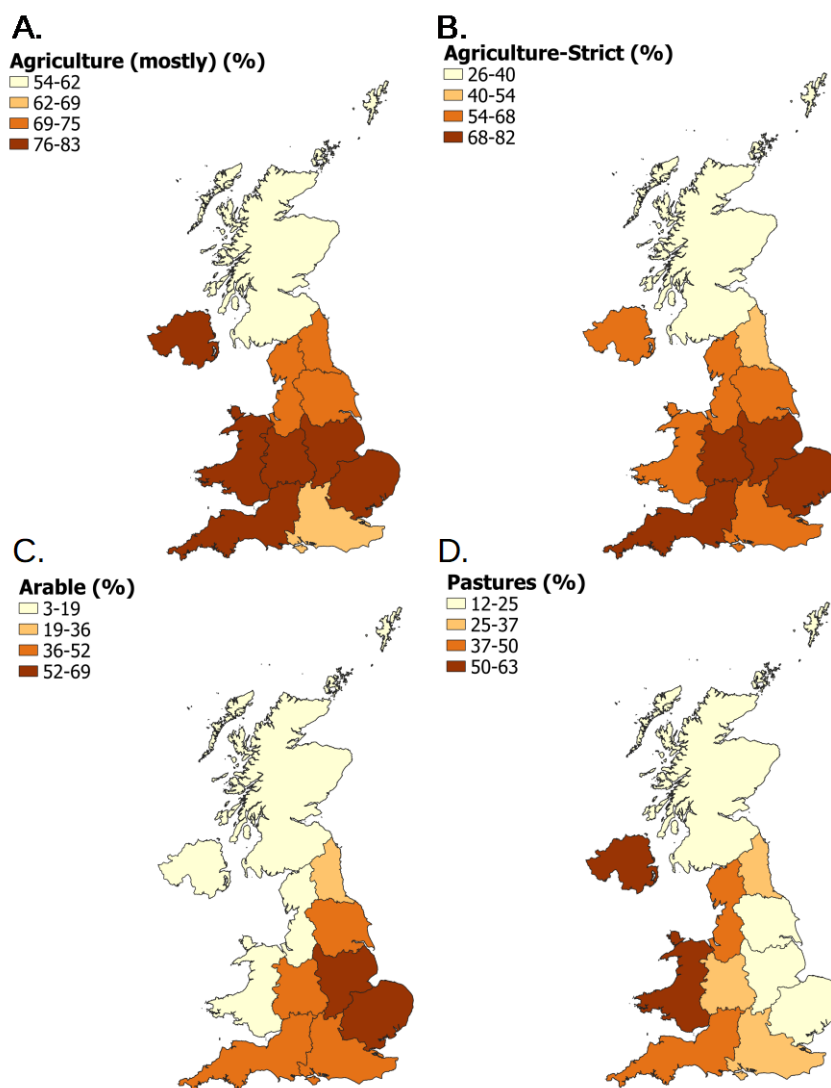 A.
Agriculture (mostly) (%)
54-62
62-69
69-75
76-83
B.
Agriculture-Strict (%)
26-40
40-54
54-68
68-82
C.
Arable (%)
3-19
19-36
36-52
52-69
D.
Pastures (%)
12-25
25-37
37-50
50-63